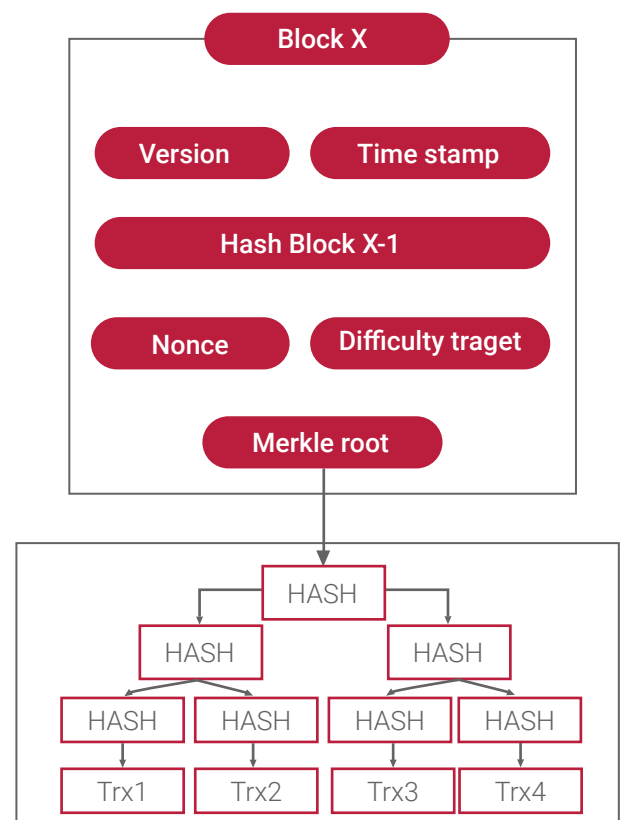 Block X
Version Time stamp
Hash Block X-1
Nonce Difficulty traget
Merkle root
HASH
HASH HASH
HASH HASH HASH HASH
Trx1 Trx2 Trx3 Trx4